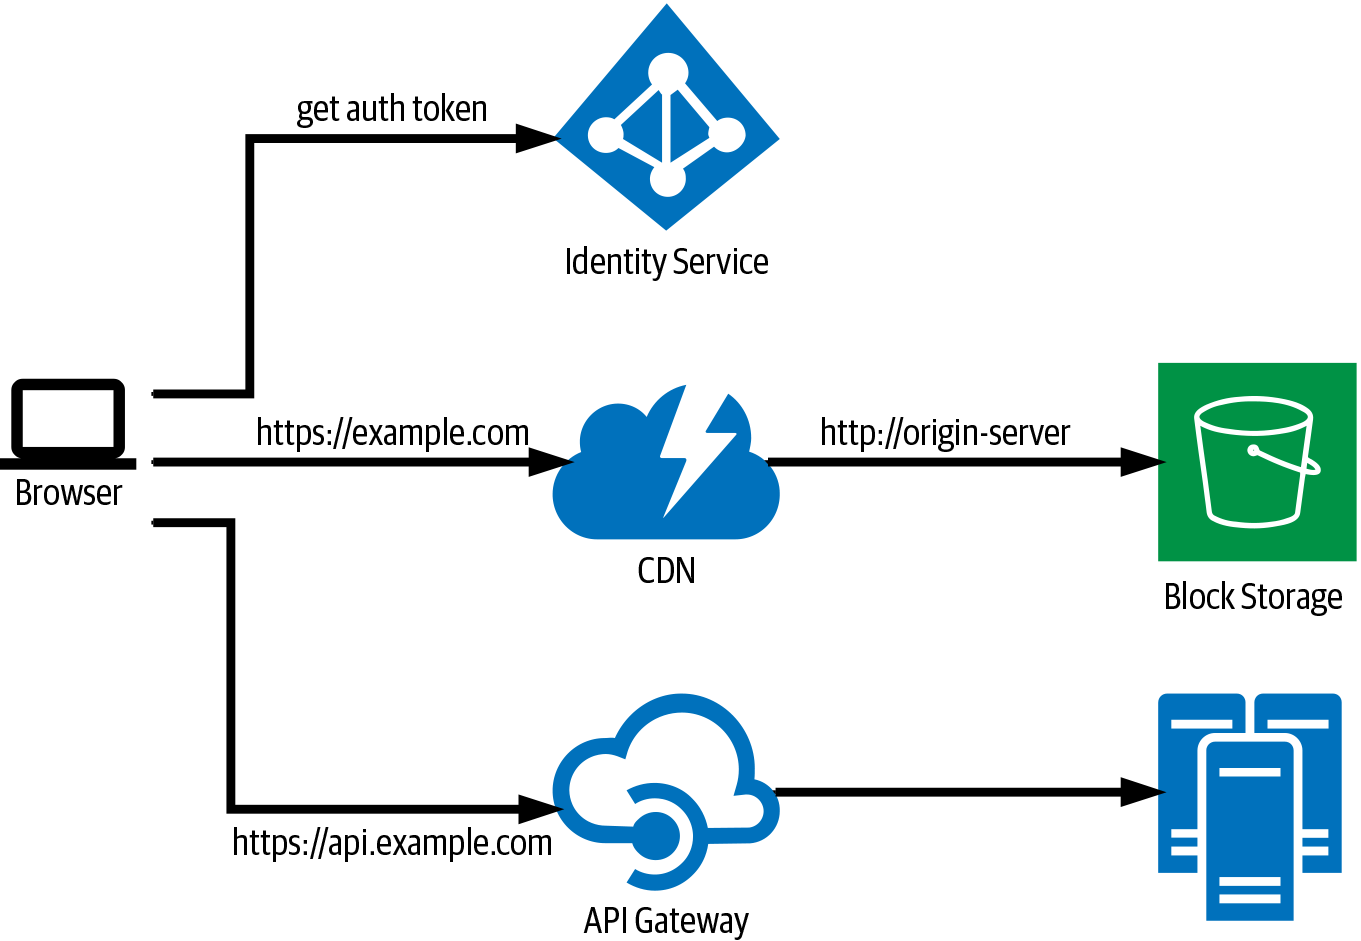 get auth token
Identity Service
https://example.com
http://origin-server
Browser
CDN
Block Storage
https://api.example.com
API Gateway